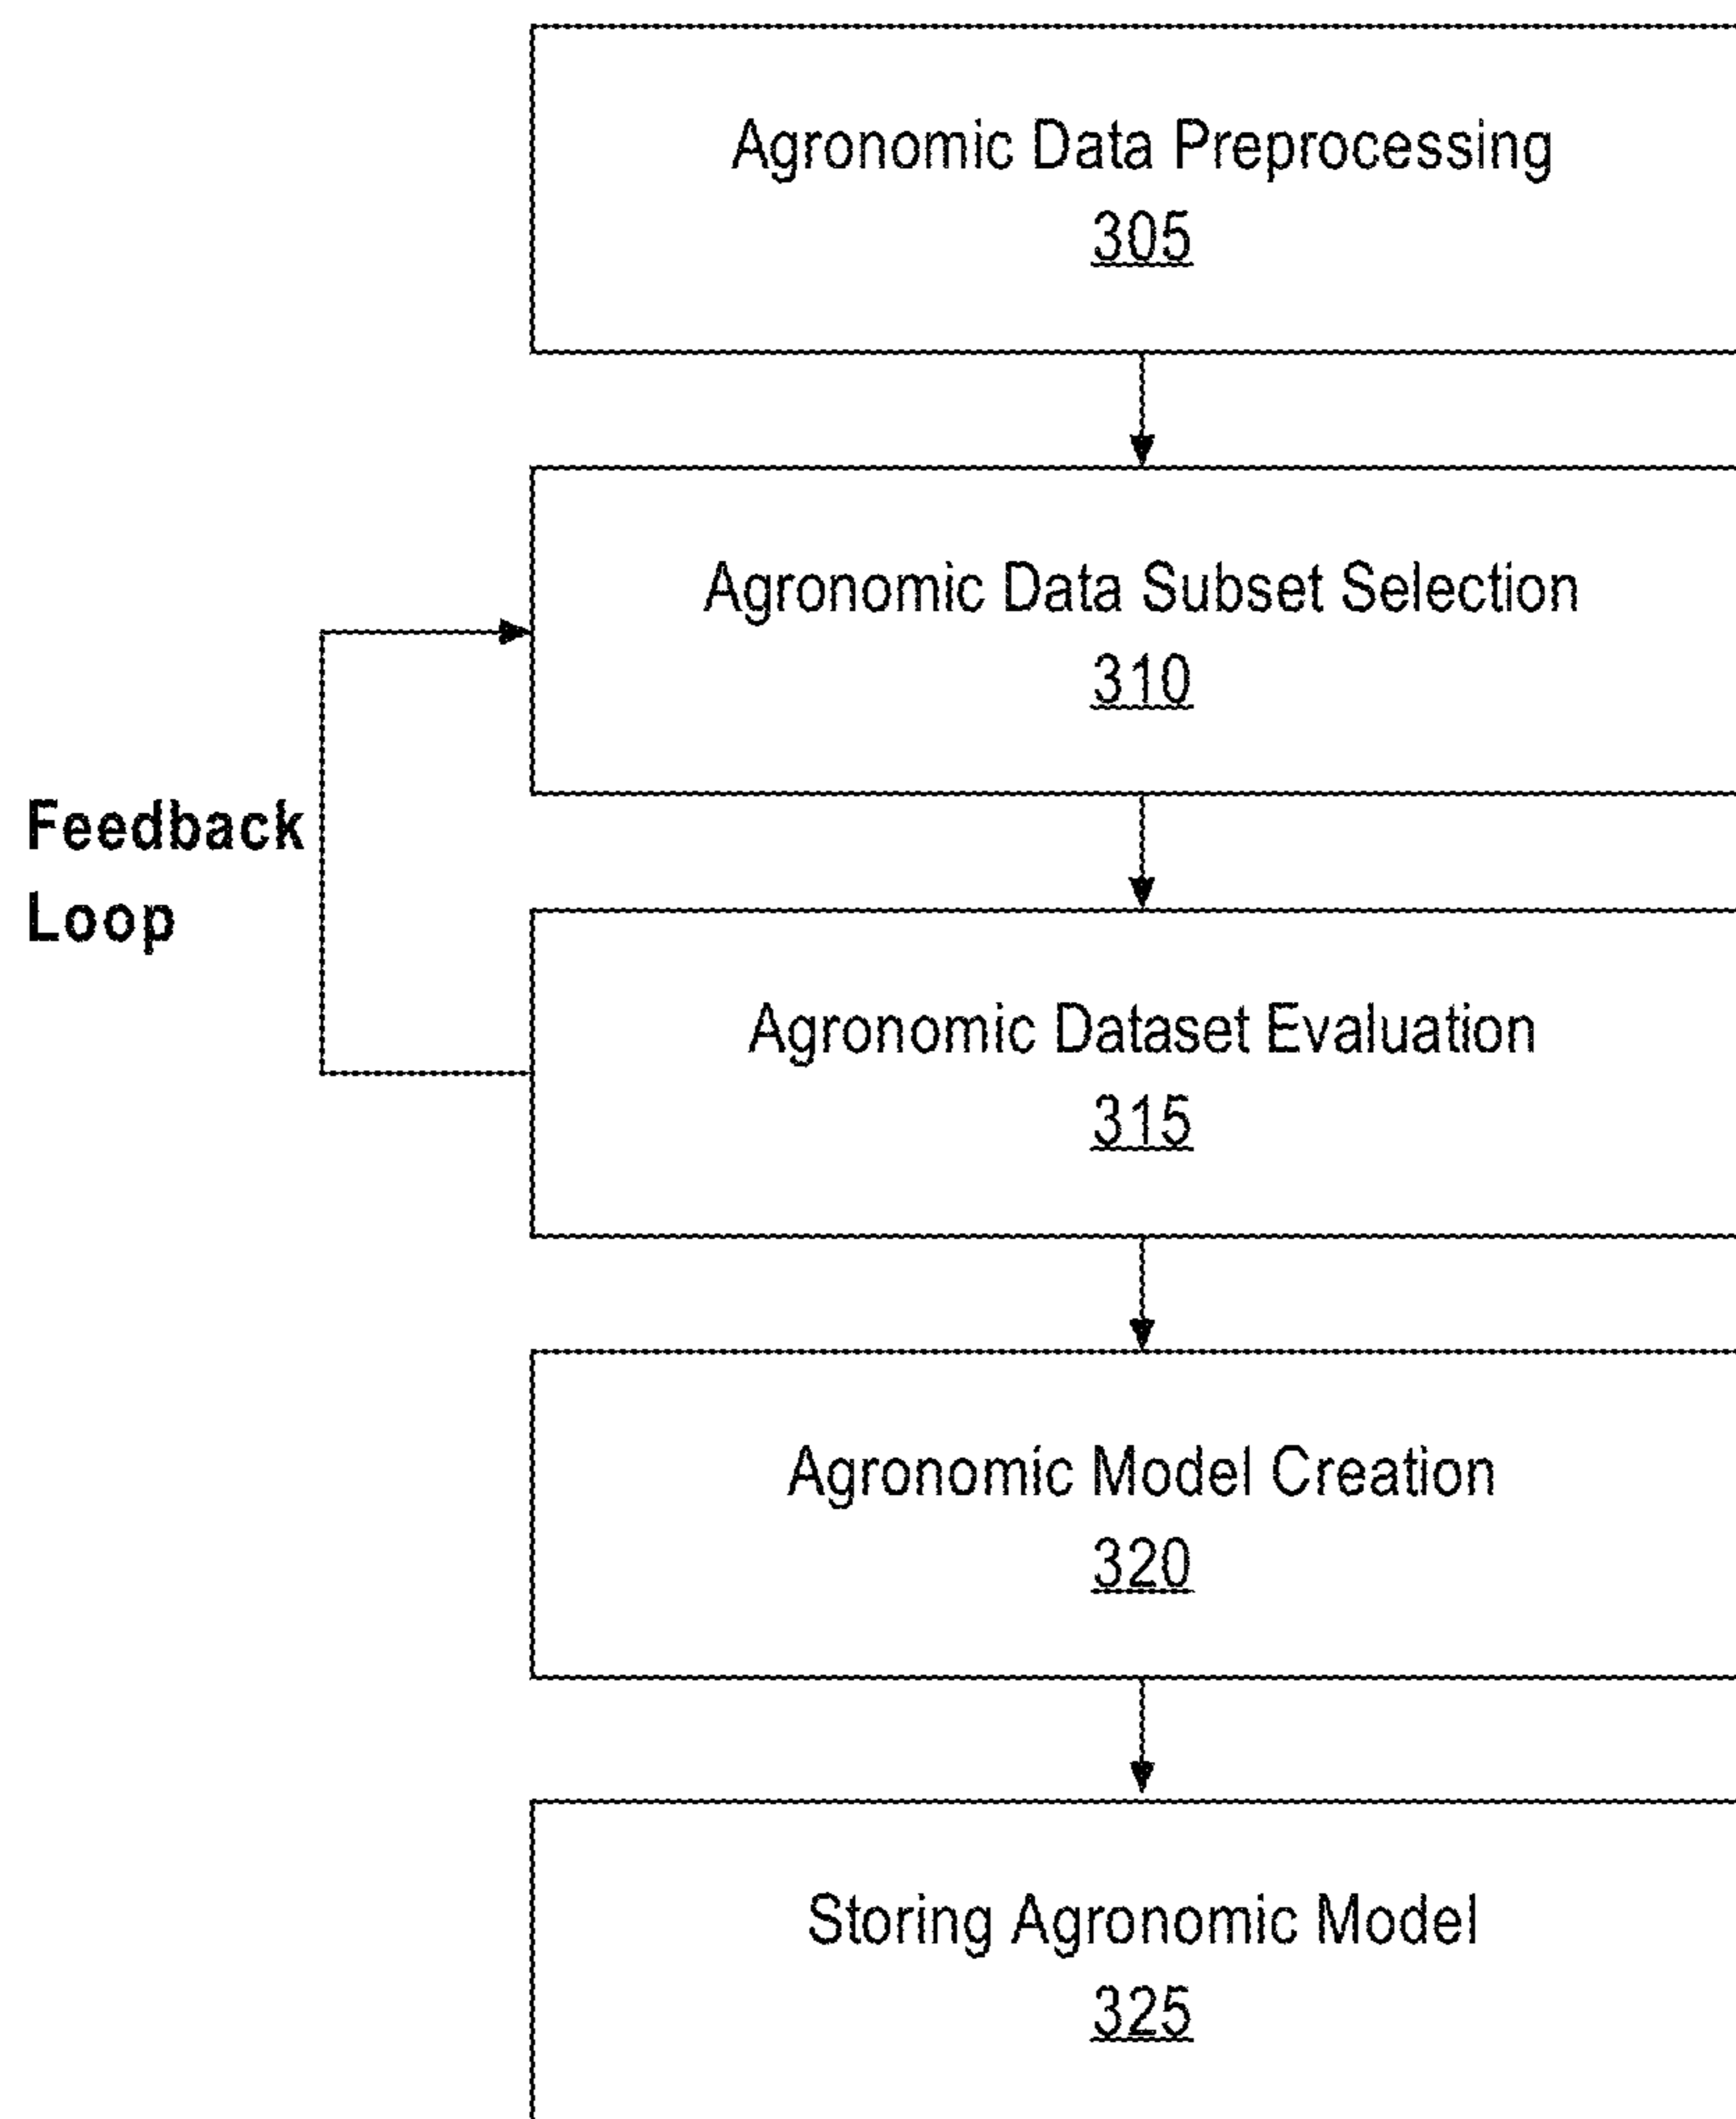 Agronomic Data Preprocessing
305
Agronomic Data Subset Selection
310
Feedback
Loop
Agronomic Dataset Evaluation
315
Agronomic Model Creation
320
Storing Agronomic Model
325